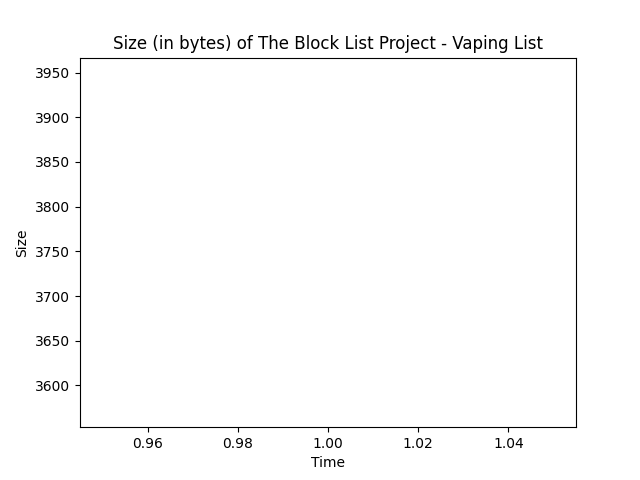 Size (in bytes) of The Block List Project - Vaping List
3950
3900
3850
3800
3750
3700
3650
3600
Size
0.96 0.98 1.00 1.02 1.04
Time